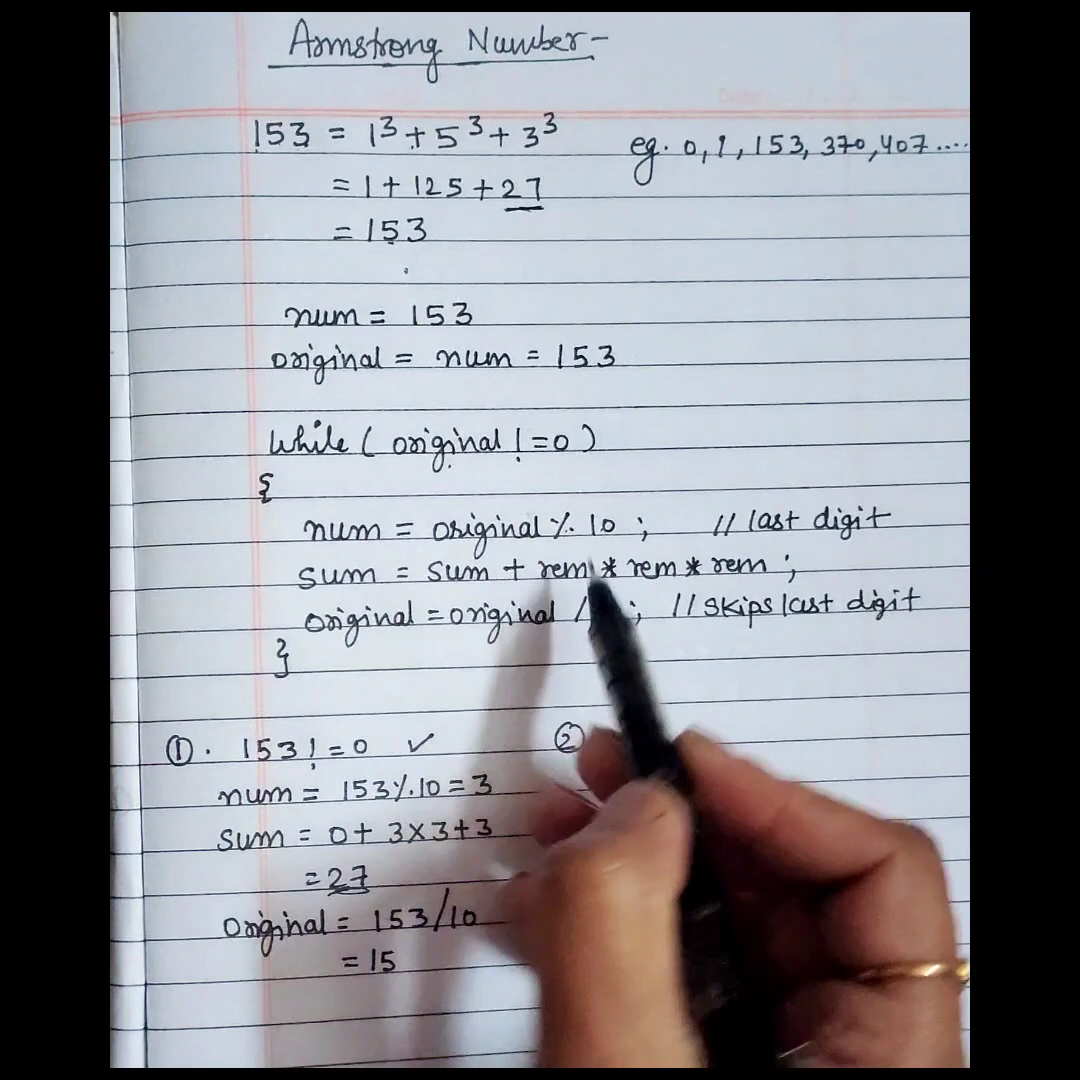 Armstrong Number-
153 = 1³ + 5³ + 3³
eg. 0, 1, 153, 370, 407 ....
= 1 + 125 + 27
= 153
num = 153
original = num = 153
while ( original ! = 0 )
{
num = original % 10 ; // last digit
sum = sum + rem * rem * rem ;
original = original / ; // skips last digit
}
① . 153 ! = 0 ✓
②
num = 153 % 10 = 3
sum = 0 + 3 × 3 + 3
= 27
original = 153/10
= 15